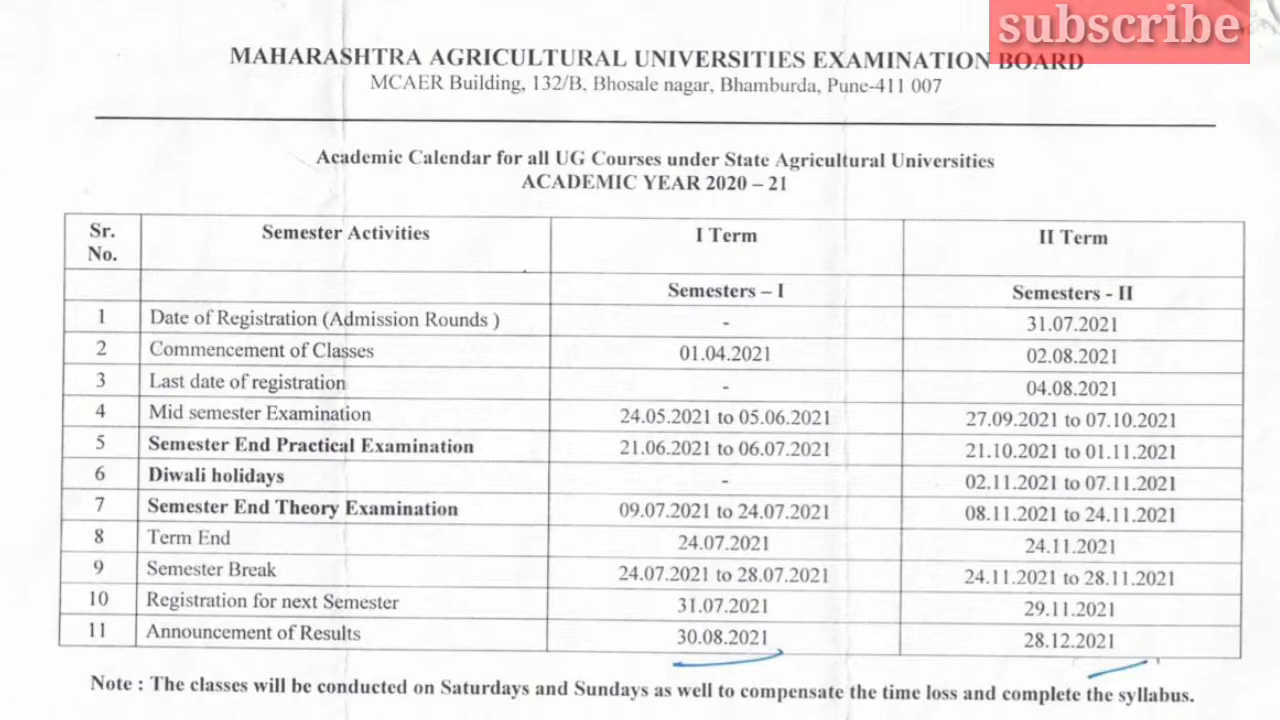 subscribe
MAHARASHTRA AGRICULTURAL UNIVERSITIES EXAMINATION BOARD
MCAER Building, 132/B, Bhosale nagar, Bhamburda, Pune-411 007
Academic Calendar for all UG Courses under State Agricultural Universities
ACADEMIC YEAR 2020 – 21
Sr. No. Semester Activities I Term II Term
Semesters – I Semesters - II
1 Date of Registration (Admission Rounds ) - 31.07.2021
2 Commencement of Classes 01.04.2021 02.08.2021
3 Last date of registration - 04.08.2021
4 Mid semester Examination 24.05.2021 to 05.06.2021 27.09.2021 to 07.10.2021
5 Semester End Practical Examination 21.06.2021 to 06.07.2021 21.10.2021 to 01.11.2021
6 Diwali holidays - 02.11.2021 to 07.11.2021
7 Semester End Theory Examination 09.07.2021 to 24.07.2021 08.11.2021 to 24.11.2021
8 Term End 24.07.2021 24.11.2021
9 Semester Break 24.07.2021 to 28.07.2021 24.11.2021 to 28.11.2021
10 Registration for next Semester 31.07.2021 29.11.2021
11 Announcement of Results 30.08.2021 28.12.2021
Note : The classes will be conducted on Saturdays and Sundays as well to compensate the time loss and complete the syllabus.